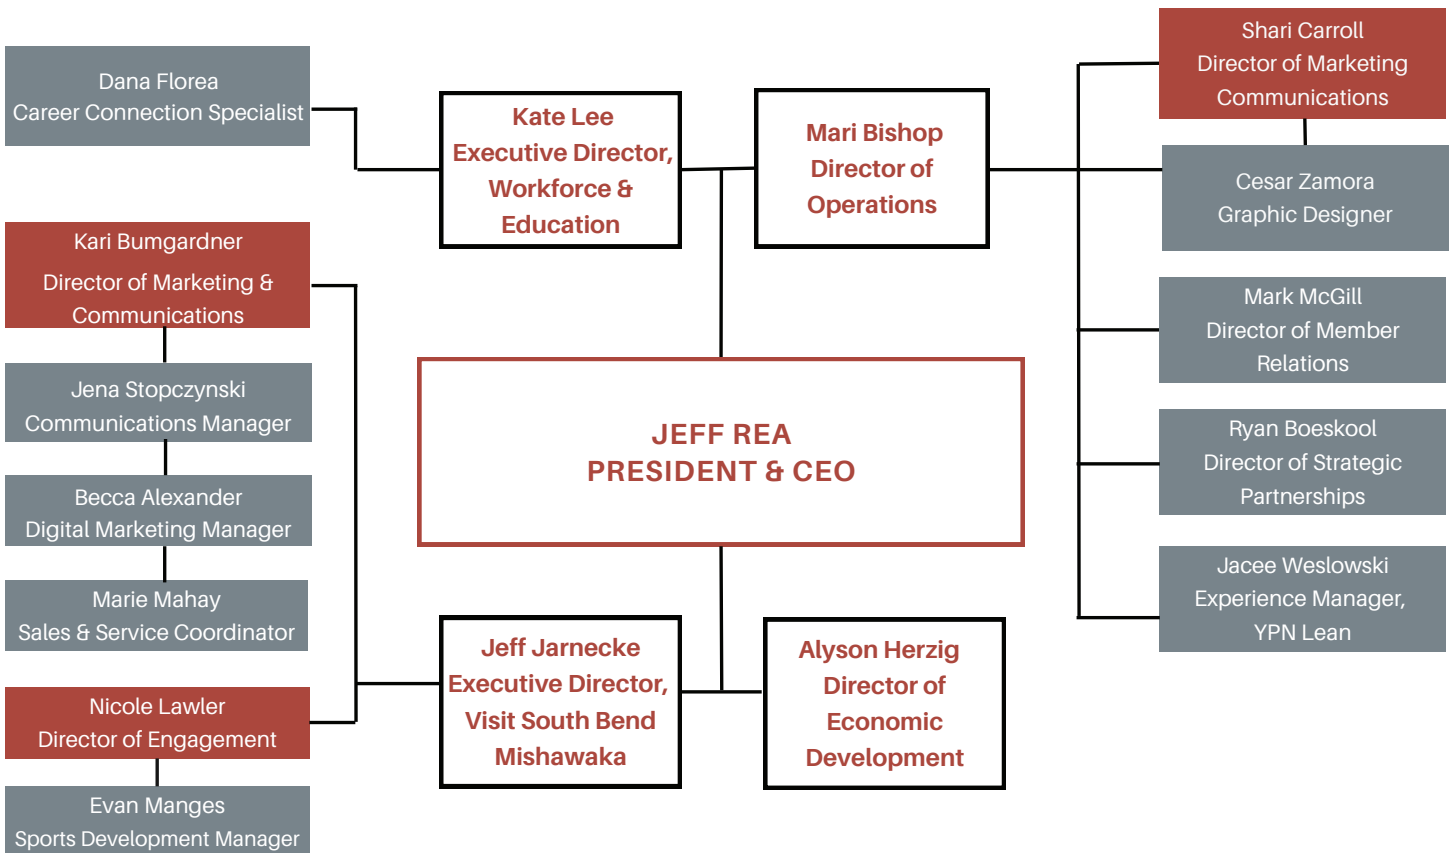 Dana Florea
Career Connection Specialist
Kari Bumgardner
Director of Marketing &
Communications
Jena Stopczynski
Communications Manager
Becca Alexander
Digital Marketing Manager
Marie Mahay
Sales & Service Coordinator
Nicole Lawler
Director of Engagement
Evan Manges
Sports Development Manager
Kate Lee
Executive Director,
Workforce &
Education
Mari Bishop
Director of
Operations
JEFF REA
PRESIDENT & CEO
Jeff Jarnecke
Executive Director,
Visit South Bend
Mishawaka
Alyson Herzig
Director of
Economic
Development
Shari Carroll
Director of Marketing
Communications
Cesar Zamora
Graphic Designer
Mark McGill
Director of Member
Relations
Ryan Boeskool
Director of Strategic
Partnerships
Jacee Weslowski
Experience Manager,
YPN Lean